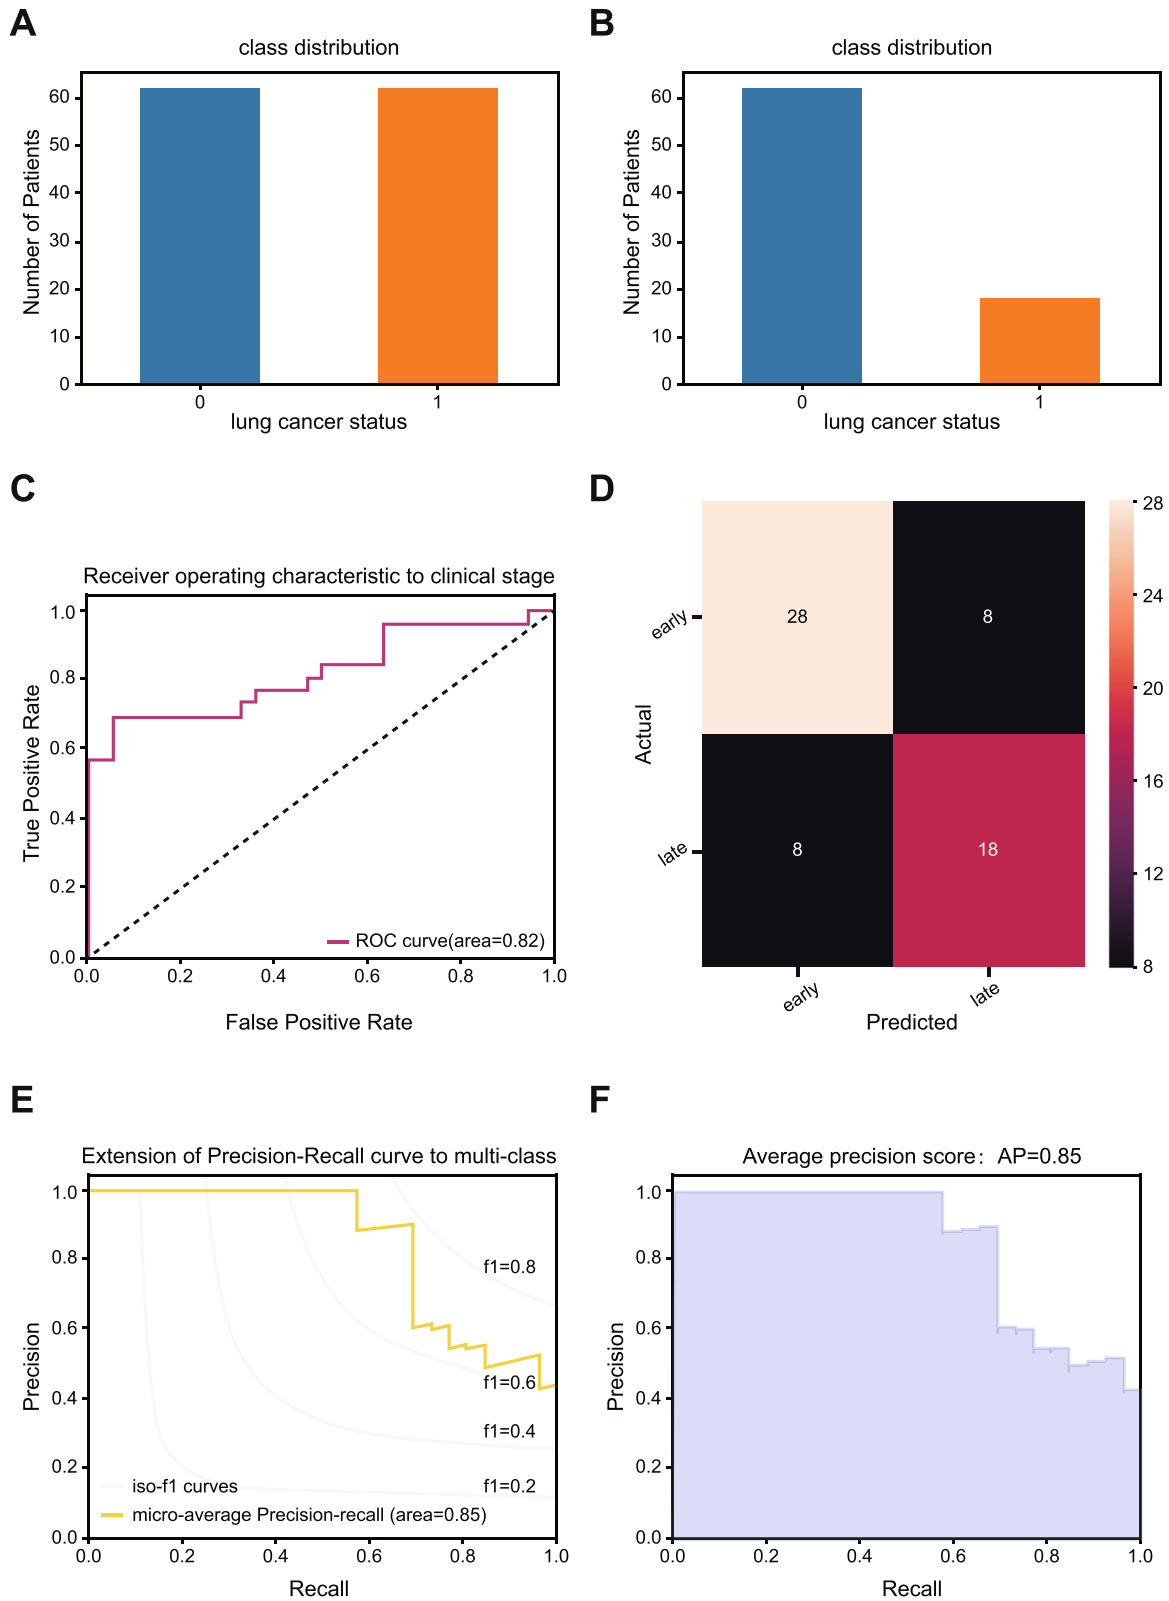 A
class distribution
Number of Patients
60
50
40
30
20
10
0
0
1
lung cancer status
B
class distribution
Number of Patients
60
50
40
30
20
10
0
0
1
lung cancer status
C
Receiver operating characteristic to clinical stage
True Positive Rate
1.0
0.8
0.6
0.4
0.2
0.0
ROC curve(area=0.82)
0.0
0.2
0.4
0.6
0.8
1.0
False Positive Rate
D
Actual
early
late
28
8
8
18
early
late
Predicted
28
24
20
16
12
8
E
Extension of Precision-Recall curve to multi-class
Precision
1.0
0.8
0.6
0.4
0.2
0.0
f1=0.8
f1=0.6
f1=0.4
f1=0.2
iso-f1 curves
micro-average Precision-recall (area=0.85)
0.0
0.2
0.4
0.6
0.8
1.0
Recall
F
Average precision score: AP=0.85
Precision
1.0
0.8
0.6
0.4
0.2
0.0
0.0
0.2
0.4
0.6
0.8
1.0
Recall